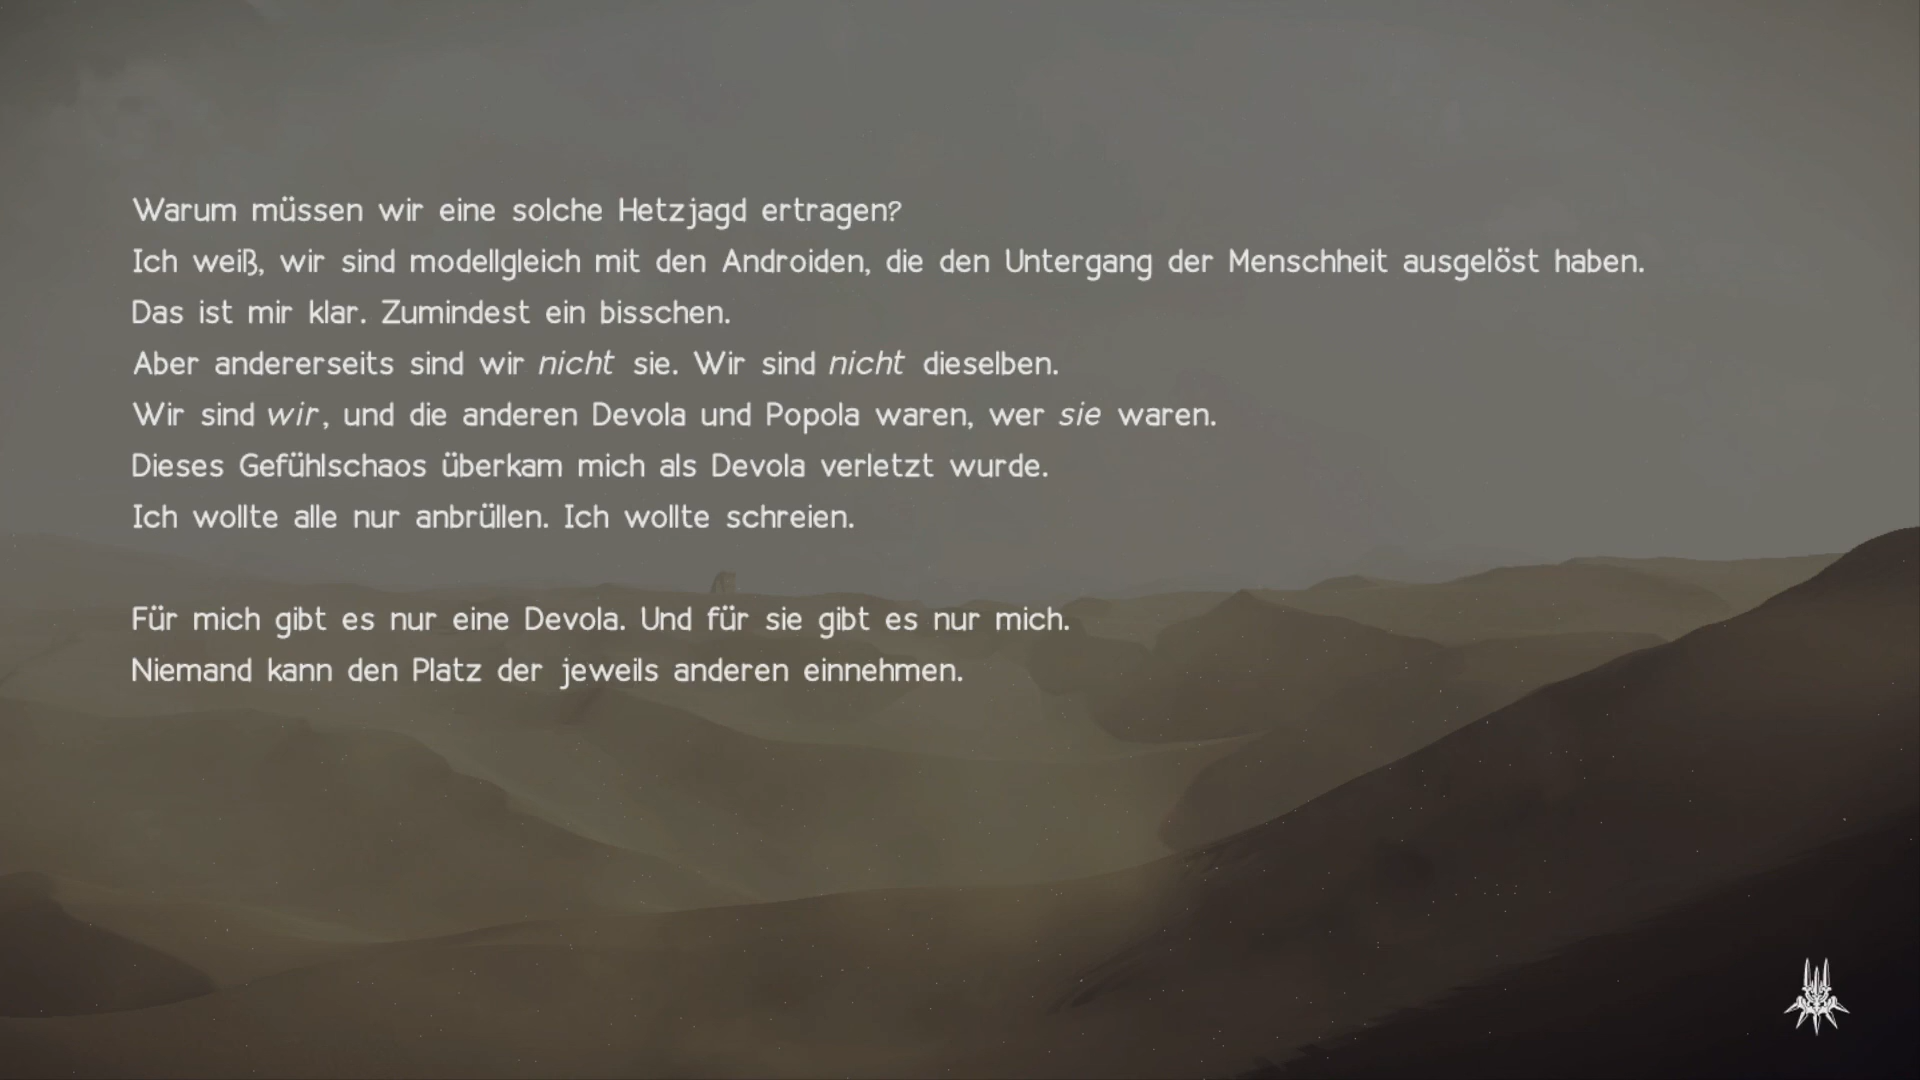 Warum müssen wir eine solche Hetzjagd ertragen?
Ich weiß, wir sind modellgleich mit den Androiden, die den Untergang der Menschheit ausgelöst haben.
Das ist mir klar. Zumindest ein bisschen.
Aber andererseits sind wir nicht sie. Wir sind nicht dieselben.
Wir sind wir, und die anderen Devola und Popola waren, wer sie waren.
Dieses Gefühlschaos überkam mich als Devola verletzt wurde.
Ich wollte alle nur anbrüllen. Ich wollte schreien.
Für mich gibt es nur eine Devola. Und für sie gibt es nur mich.
Niemand kann den Platz der jeweils anderen einnehmen.